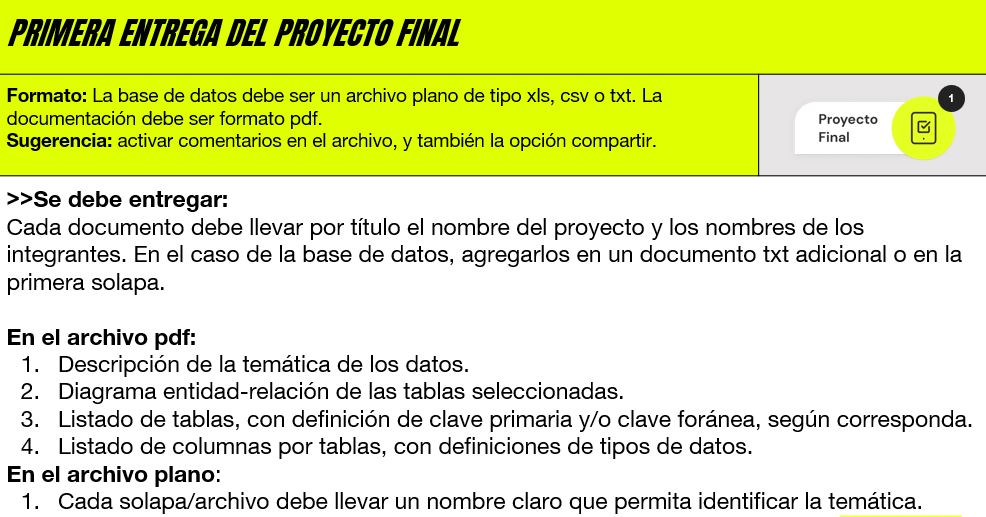 PRIMERA ENTREGA DEL PROYECTO FINAL
Formato: La base de datos debe ser un archivo plano de tipo xls, csv o txt. La
documentación debe ser formato pdf.
Sugerencia: activar comentarios en el archivo, y también la opción compartir.
1
Proyecto
Final
>>Se debe entregar:
Cada documento debe llevar por título el nombre del proyecto y los nombres de los
integrantes. En el caso de la base de datos, agregarlos en un documento txt adicional o en la
primera solapa.
En el archivo pdf:
1. Descripción de la temática de los datos.
2. Diagrama entidad-relación de las tablas seleccionadas.
3. Listado de tablas, con definición de clave primaria y/o clave foránea, según corresponda.
4. Listado de columnas por tablas, con definiciones de tipos de datos.
En el archivo plano:
1. Cada solapa/archivo debe llevar un nombre claro que permita identificar la temática.